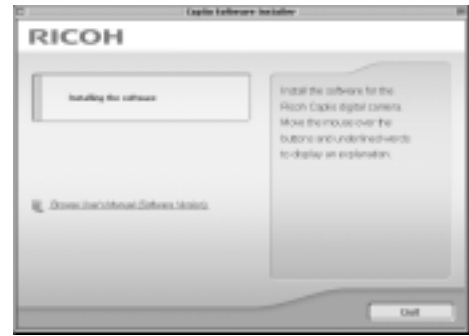 Caplio Software Installer
RICOH
Installing the software
Install the software for the
Ricoh Caplio digital camera.
Move the mouse over the
buttons and underlined words
to display an explanation.
Browse User's Manual (Software Version)
Quit